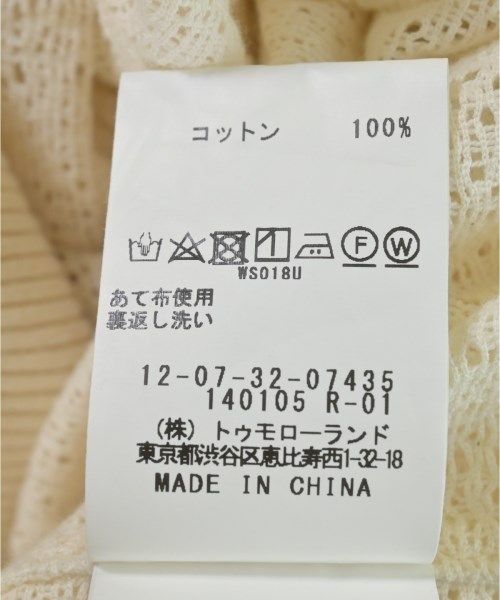 コットン 100%
F W
WS018U
あて布使用
裏返し洗い
12-07-32-07435
140105 R-01
(株) トゥモローランド
東京都渋谷区恵比寿西1-32-18
MADE IN CHINA